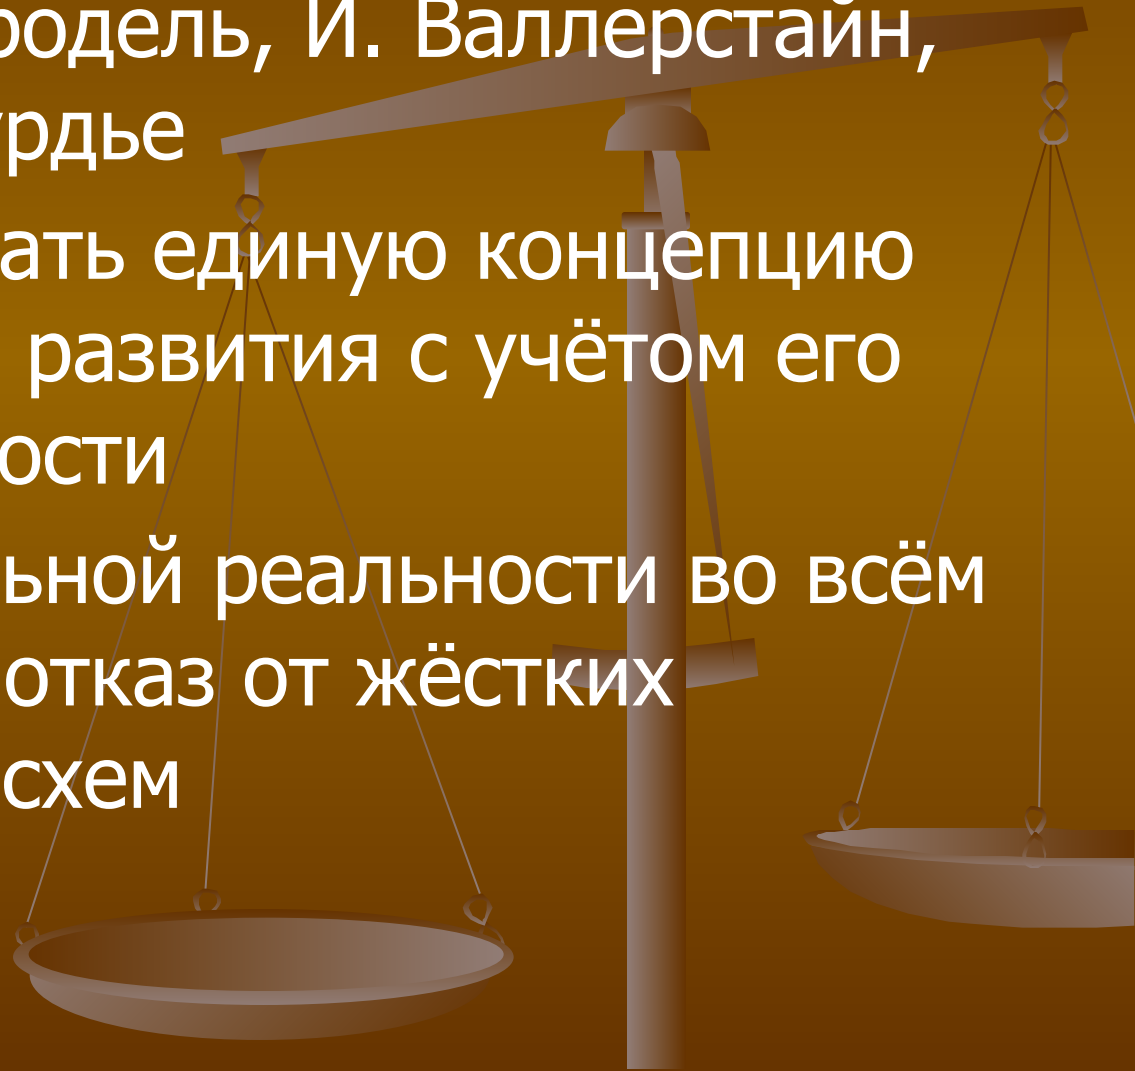 родель, И. Валлерстайн,
урдье
ать единую концепцию
развития с учётом его
ости
ьной реальности во всём
отказ от жёстких
схем